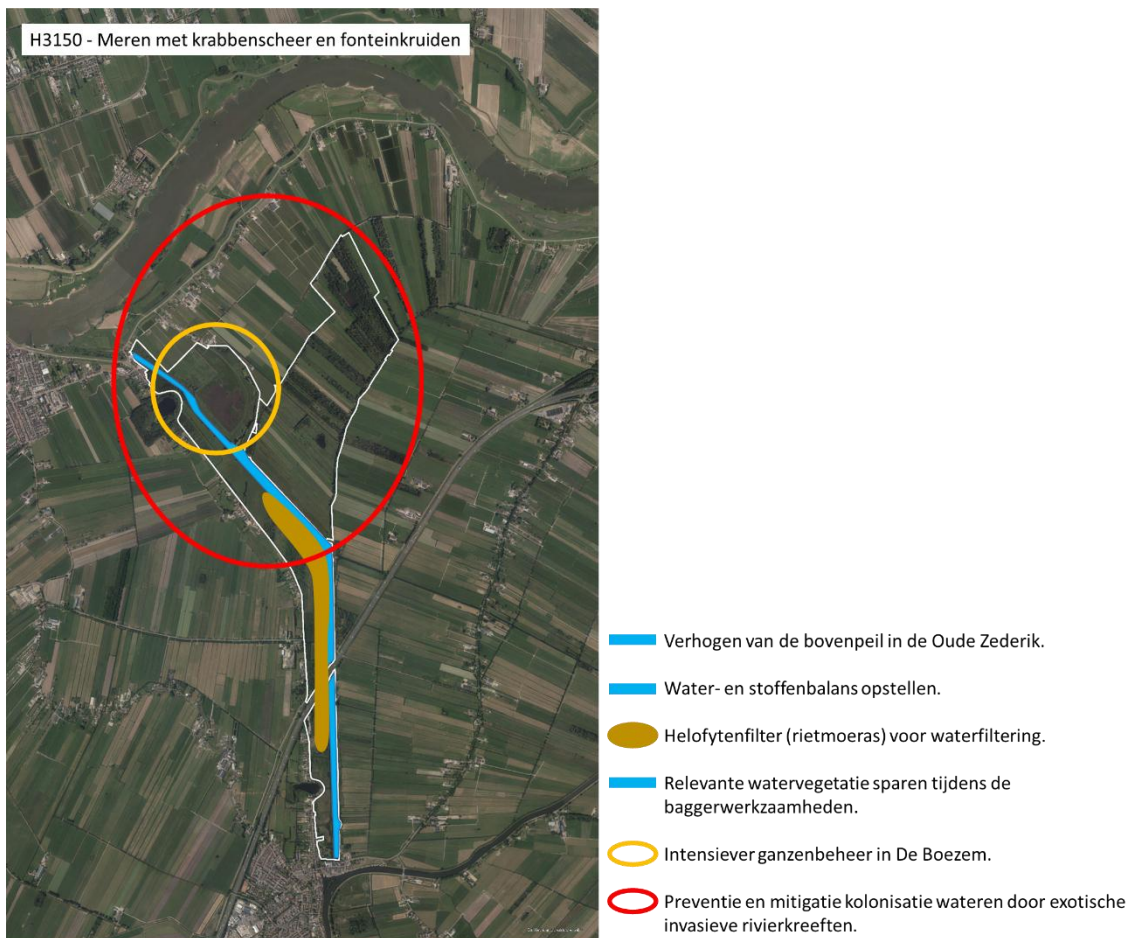 H3150 - Meren met krabbenscheer en fonteinkruiden
Verhogen van de bovenpeil in de Oude Zederik.
Water- en stoffenbalans opstellen.
Helofytenfilter (rietmoeras) voor waterfiltering.
Relevante watervegetatie sparen tijdens de
baggerwerkzaamheden.
Intensiever ganzenbeheer in De Boezem.
Preventie en mitigatie kolonisatie wateren door exotische
invasieve rivierkreeften.